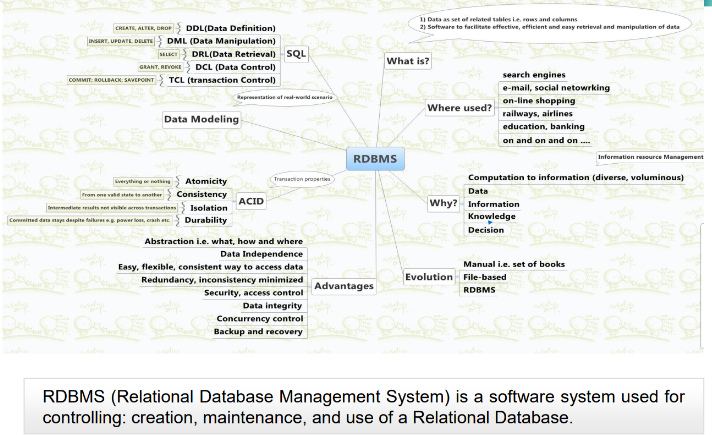 1) Data as set of related tables i.e. rows and columns
2) Software to facilitate effective, efficient and easy retrieval and manipulation of data
What is?
CREATE, ALTER, DROP
DDL(Data Definition)
INSERT, UPDATE, DELETE
DML (Data Manipulation)
SELECT
DRL(Data Retrieval)
GRANT, REVOKE
DCL (Data Control)
COMMIT; ROLLBACK; SAVEPOINT
TCL (transaction Control)
SQL
Representation of real-world scenario
Data Modeling
RDBMS
Where used?
search engines
e-mail, social netowrking
on-line shopping
railways, airlines
education, banking
on and on and on ....
Information resource Management
Transaction properties
Everything or nothing
Atomicity
From one valid state to another
Consistency
Intermediate results not visible across transactions
Isolation
Committed data stays despite failures e.g. power loss, crash etc.
Durability
ACID
Why?
Computation to information (diverse, voluminous)
Data
Information
Knowledge
Decision
Abstraction i.e. what, how and where
Data Independence
Easy, flexible, consistent way to access data
Redundancy, inconsistency minimized
Security, access control
Data integrity
Concurrency control
Backup and recovery
Advantages
Evolution
Manual i.e. set of books
File-based
RDBMS
RDBMS (Relational Database Management System) is a software system used for
controlling: creation, maintenance, and use of a Relational Database.